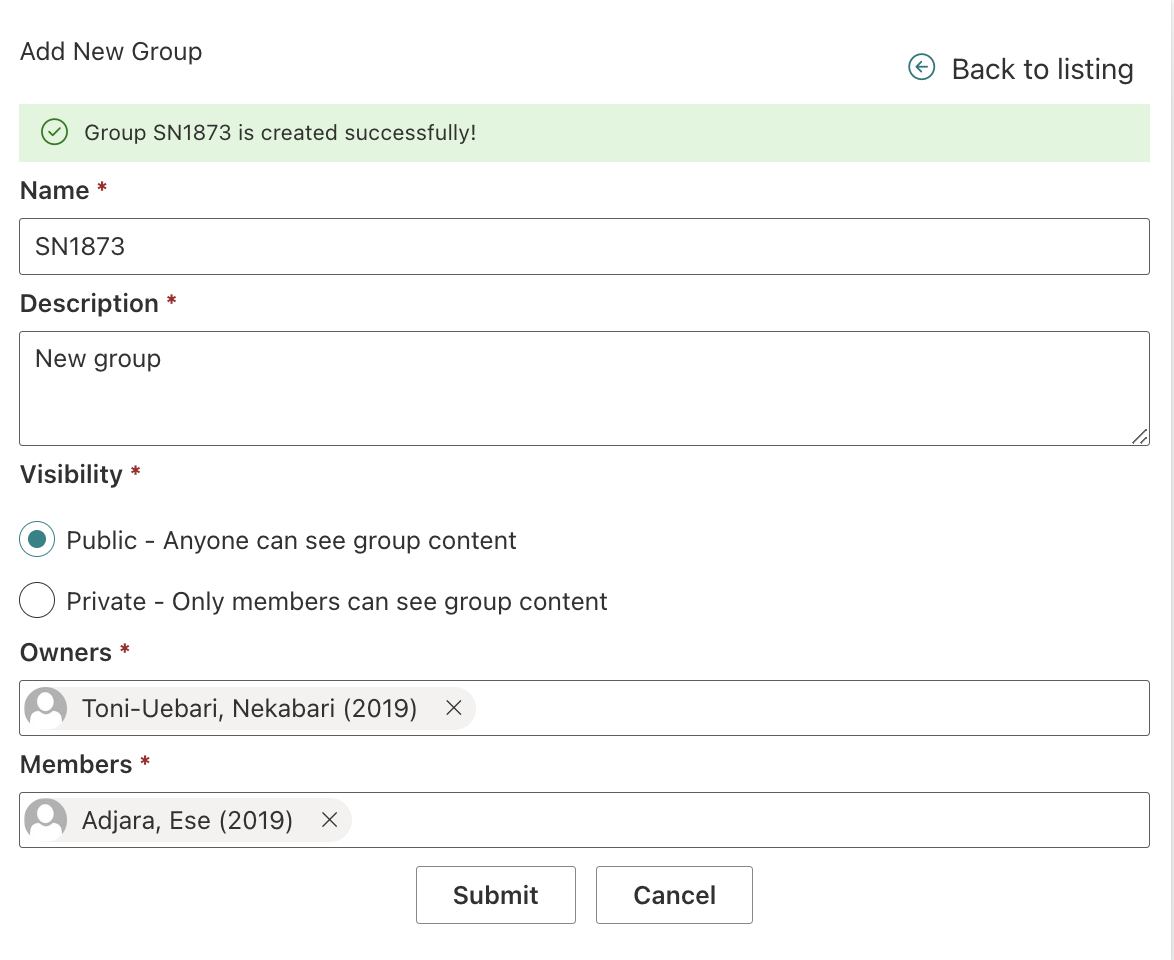 Add New Group
Back to listing
Group SN1873 is created successfully!
Name *
SN1873
Description *
New group
Visibility *
Public - Anyone can see group content
Private - Only members can see group content
Owners *
Toni-Uebari, Nekabari (2019)
Members *
Adjara, Ese (2019)
Submit
Cancel